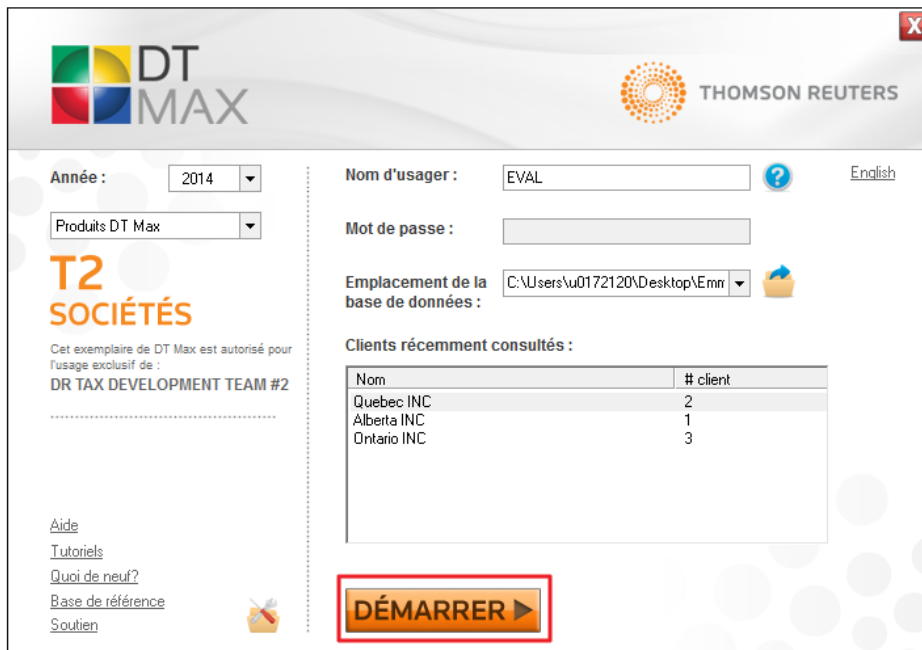 X
DT
MAX
THOMSON REUTERS
Année :
2014
Produits DT Max
T2
SOCIÉTÉS
Cet exemplaire de DT Max est autorisé pour
l'usage exclusif de :
DR TAX DEVELOPMENT TEAM #2
Aide
Tutoriels
Quoi de neuf?
Base de référence
Soutien
Nom d'usager :
EVAL
?
English
Mot de passe :
Emplacement de la
base de données :
C:\Users\u0172120\Desktop\Emm
Clients récemment consultés :
Nom # client
Quebec INC 2
Alberta INC 1
Ontario INC 3
DÉMARRER